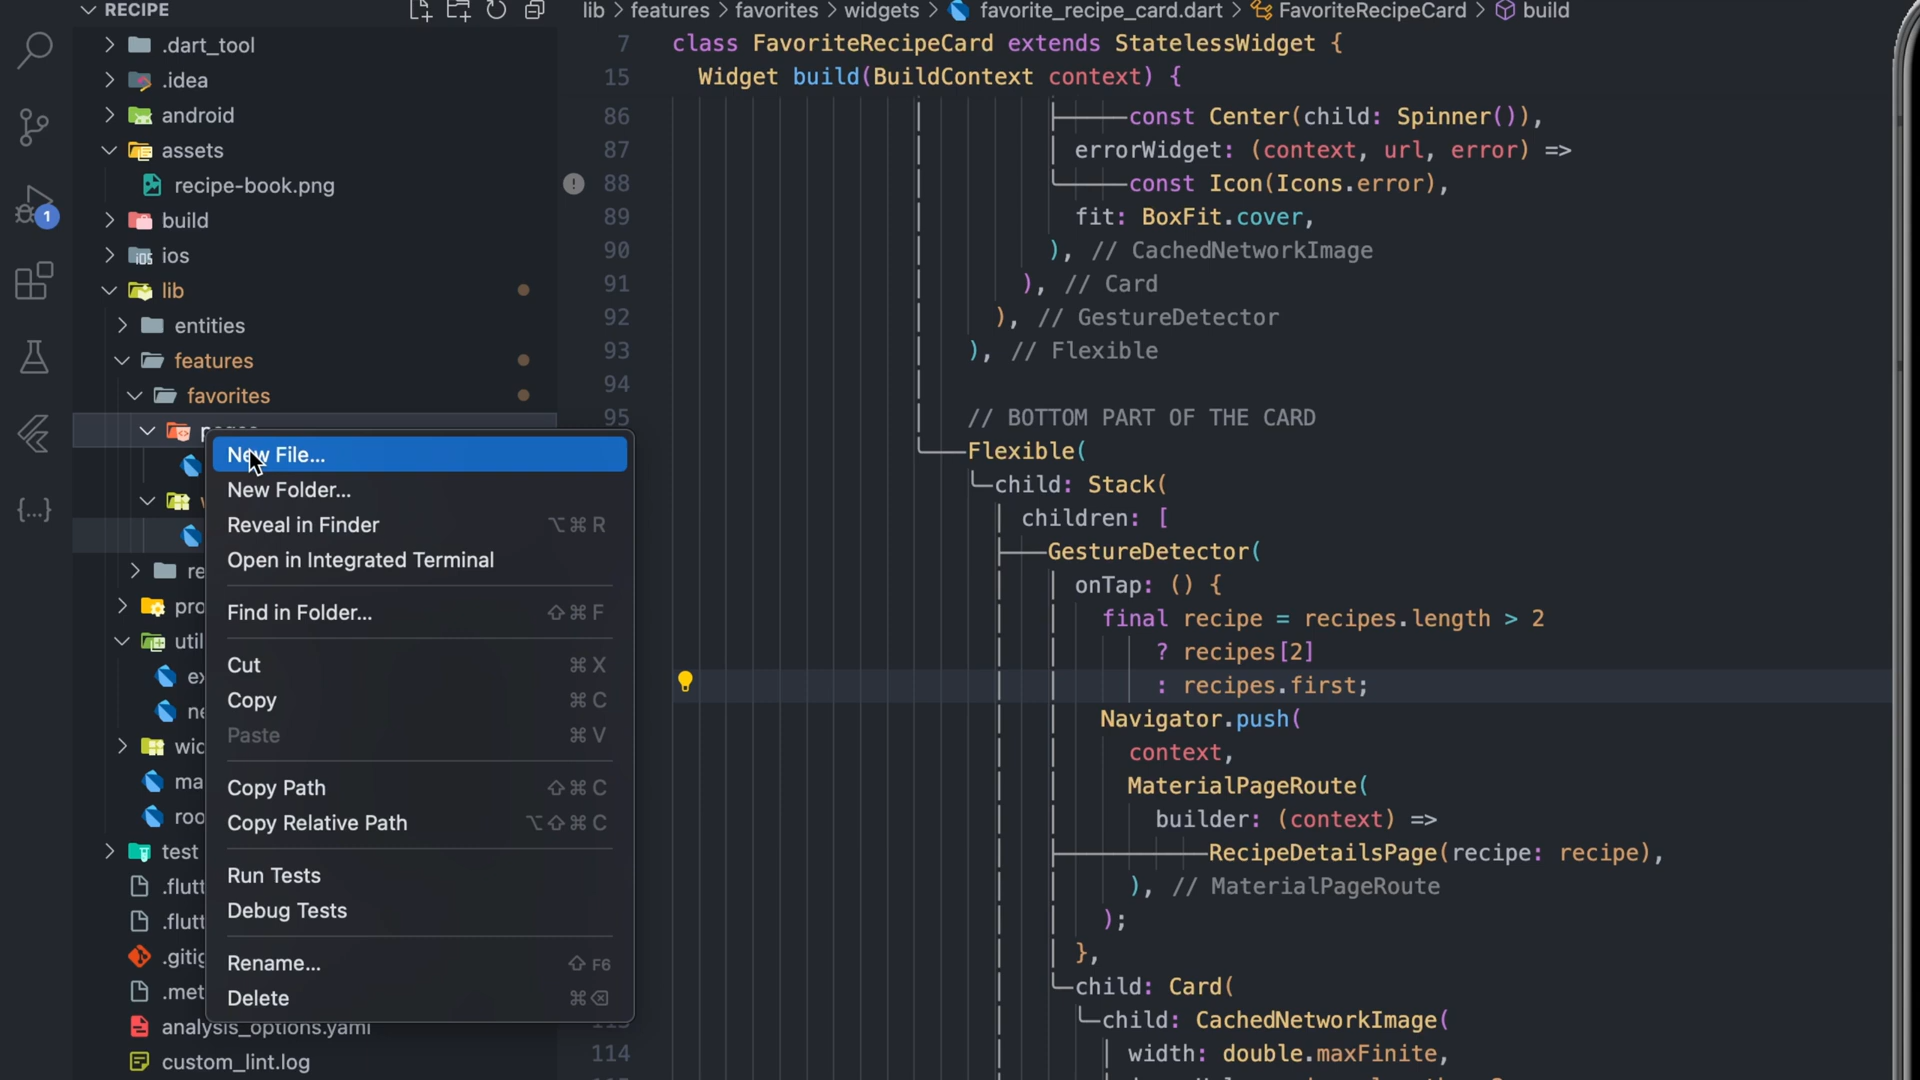 RECIPE
.dart_tool
.idea
android
assets
recipe-book.png
build
ios
lib
entities
features
favorites
1
{...}
test
analysis_options.yaml
custom_lint.log
New File...
New Folder...
Reveal in Finder ⌥⌘R
Open in Integrated Terminal
Find in Folder... ⇧⌘F
Cut ⌘X
Copy ⌘C
Paste ⌘V
Copy Path ⇧⌘C
Copy Relative Path ⌥⇧⌘C
Run Tests
Debug Tests
Rename... ⇧F6
Delete ⌘⌫
lib > features > favorites > widgets > favorite_recipe_card.dart > FavoriteRecipeCard > build
7 class FavoriteRecipeCard extends StatelessWidget {
15 Widget build(BuildContext context) {
86 const Center(child: Spinner()),
87 errorWidget: (context, url, error) =>
88 const Icon(Icons.error),
89 fit: BoxFit.cover,
90 ), // CachedNetworkImage
91 ), // Card
92 ), // GestureDetector
93 ), // Flexible
94
95 // BOTTOM PART OF THE CARD
Flexible(
child: Stack(
children: [
GestureDetector(
onTap: () {
final recipe = recipes.length > 2
? recipes[2]
: recipes.first;
Navigator.push(
context,
MaterialPageRoute(
builder: (context) =>
RecipeDetailsPage(recipe: recipe),
), // MaterialPageRoute
);
},
child: Card(
child: CachedNetworkImage(
114 width: double.maxFinite,